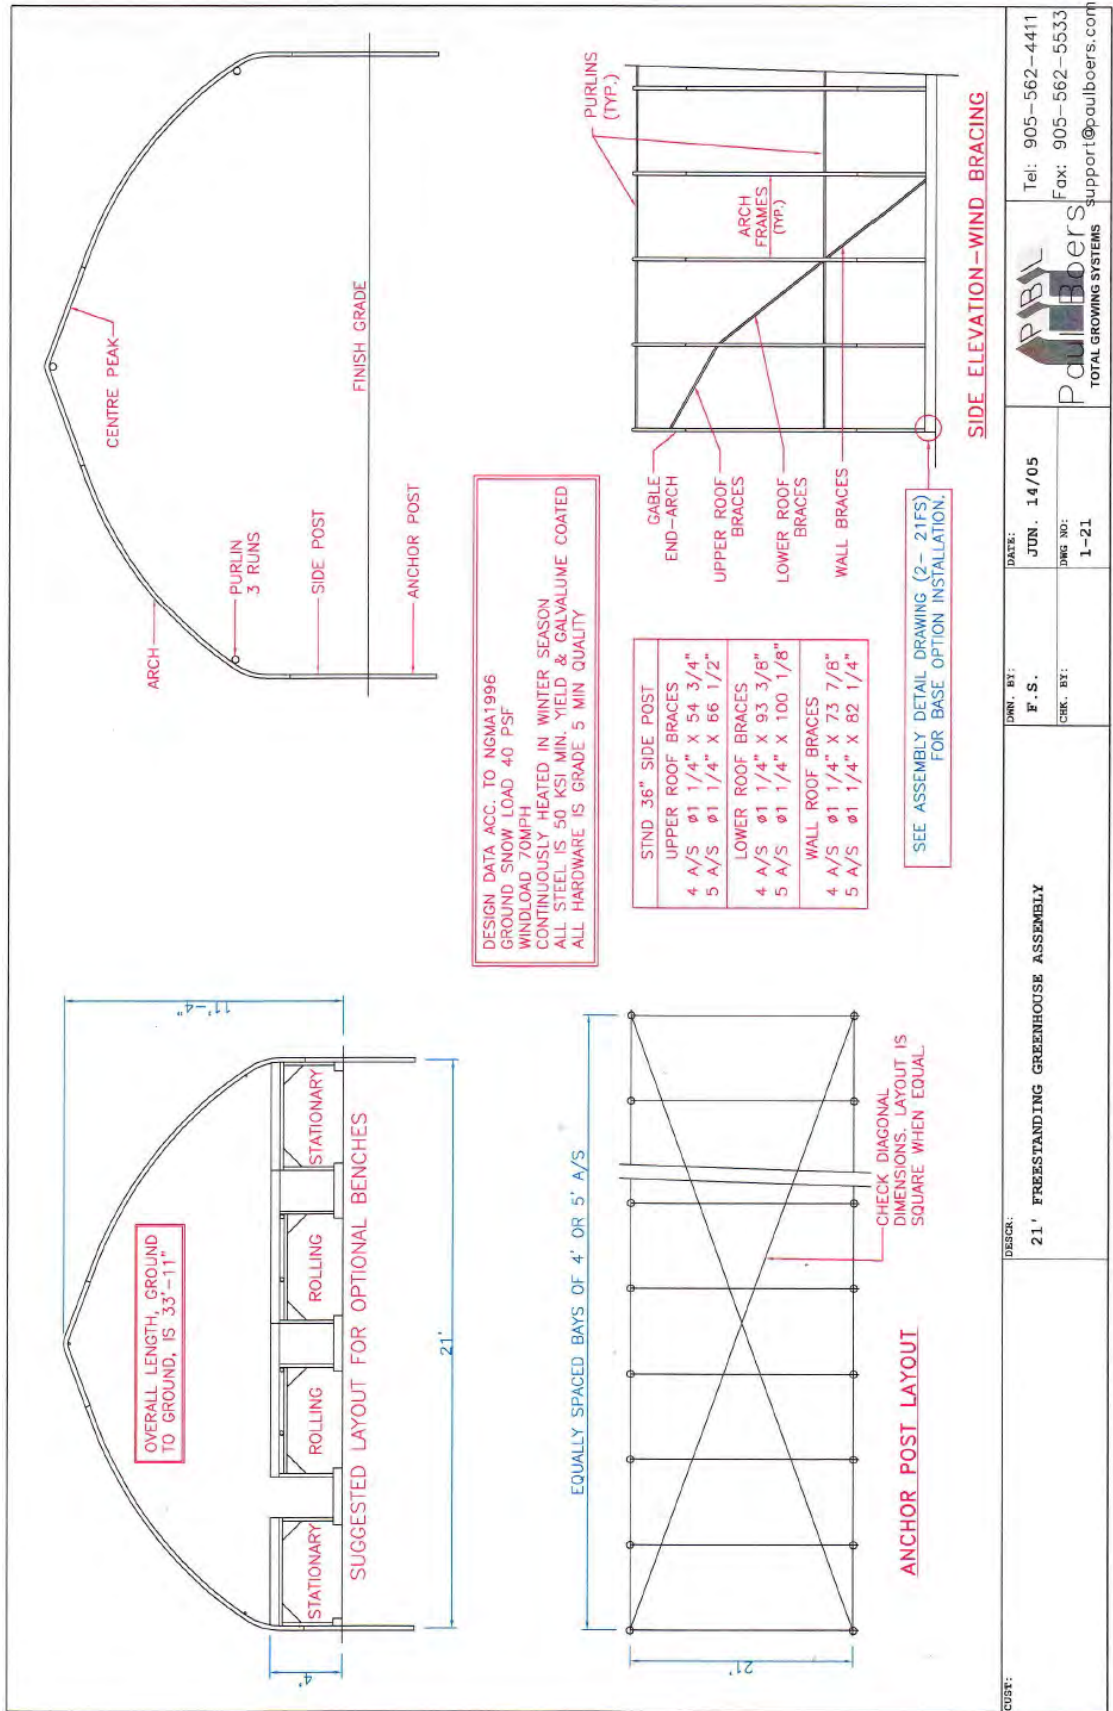 OVERALL LENGTH, GROUND
TO GROUND, IS 33'-11"
11'-4"
4'
STATIONARY
ROLLING
ROLLING
STATIONARY
SUGGESTED LAYOUT FOR OPTIONAL BENCHES
21'
ARCH
CENTRE PEAK
PURLIN
3 RUNS
SIDE POST
FINISH GRADE
ANCHOR POST
DESIGN DATA ACC. TO NGMA1996
GROUND SNOW LOAD 40 PSF
WINDLOAD 70MPH
CONTINUOUSLY HEATED IN WINTER SEASON
ALL STEEL IS 50 KSI MIN. YIELD & GALVALUME COATED
ALL HARDWARE IS GRADE 5 MIN QUALITY
EQUALLY SPACED BAYS OF 4' OR 5' A/S
21'
CHECK DIAGONAL
DIMENSIONS. LAYOUT IS
SQUARE WHEN EQUAL.
ANCHOR POST LAYOUT
STND 36" SIDE POST
UPPER ROOF BRACES
4 A/S ø1 1/4" X 54 3/4"
5 A/S ø1 1/4" X 66 1/2"
LOWER ROOF BRACES
4 A/S ø1 1/4" X 93 3/8"
5 A/S ø1 1/4" X 100 1/8"
WALL ROOF BRACES
4 A/S ø1 1/4" X 73 7/8"
5 A/S ø1 1/4" X 82 1/4"
GABLE
END-ARCH
UPPER ROOF
BRACES
LOWER ROOF
BRACES
WALL BRACES
ARCH
FRAMES
(TYP.)
PURLINS
(TYP.)
SEE ASSEMBLY DETAIL DRAWING (2- 21FS)
FOR BASE OPTION INSTALLATION.
SIDE ELEVATION-WIND BRACING
CUST:
DESCR:
21' FREESTANDING GREENHOUSE ASSEMBLY
DWN. BY:
F.S.
CHK. BY:
DATE:
JUN. 14/05
DWG NO:
1-21
PB
Paul Boers
TOTAL GROWING SYSTEMS
Tel: 905-562-4411
Fax: 905-562-5533
support@paulboers.com